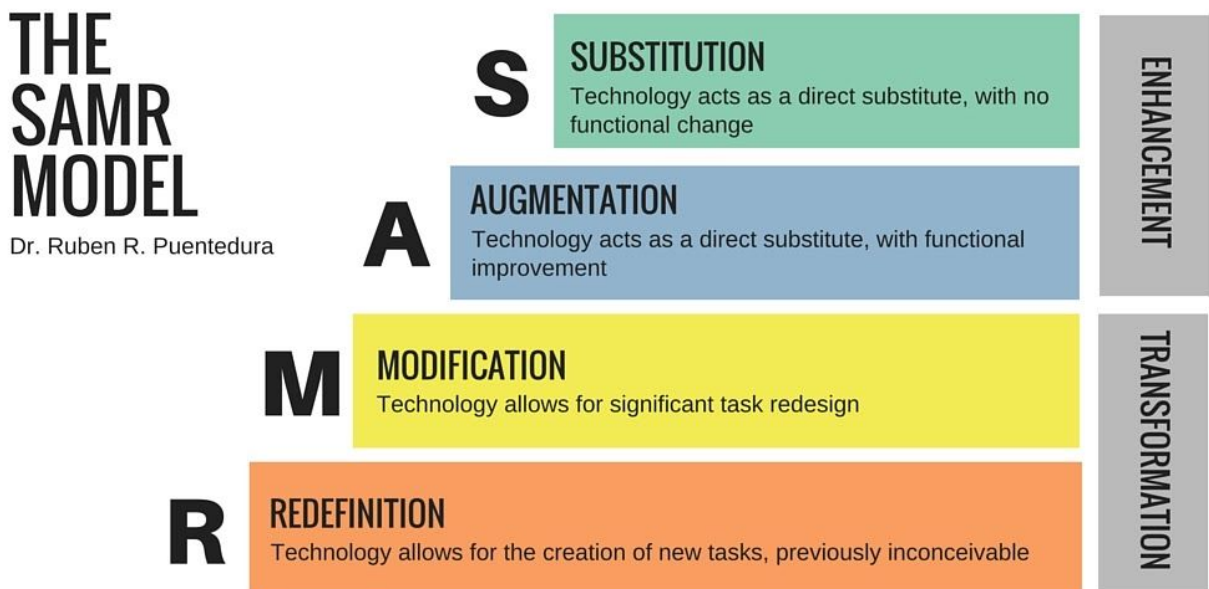 THE
SAMR
MODEL
Dr. Ruben R. Puentedura
S
SUBSTITUTION
Technology acts as a direct substitute, with no
functional change
A
AUGMENTATION
Technology acts as a direct substitute, with functional
improvement
M
MODIFICATION
Technology allows for significant task redesign
R
REDEFINITION
Technology allows for the creation of new tasks, previously inconceivable
ENHANCEMENT
TRANSFORMATION